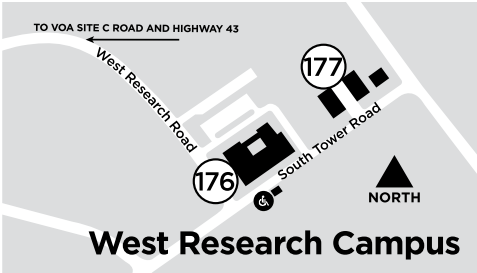 TO VOA SITE C ROAD AND HIGHWAY 43
West Research Road
177
South Tower Road
176
NORTH
West Research Campus